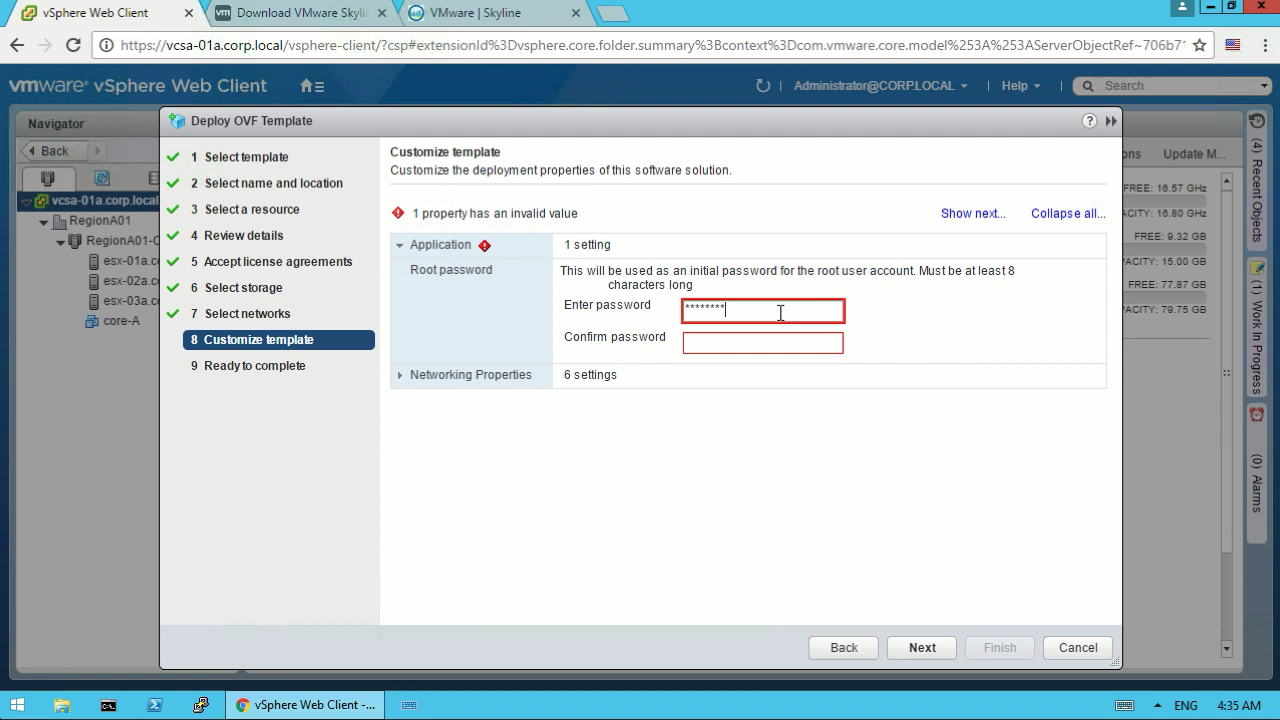 vSphere Web Client
Download VMware Skyli
VMware | Skyline
https://vcsa-01a.corp.local/vsphere-client/?csp#extensionId%3Dvsphere.core.folder.summary%3Bcontext%3Dcom.vmware.core.model%253A%253AServerObjectRef~706b71
vmware® vSphere Web Client
Administrator@CORP.LOCAL
Help
Search
Navigator
Back
vcsa-01a.corp.local
RegionA01
RegionA01-C
esx-01a.co
esx-02a.co
esx-03a.co
core-A
Deploy OVF Template
1 Select template
2 Select name and location
3 Select a resource
4 Review details
5 Accept license agreements
6 Select storage
7 Select networks
8 Customize template
9 Ready to complete
Customize template
Customize the deployment properties of this software solution.
1 property has an invalid value
Show next...
Collapse all...
Application
1 setting
Root password
This will be used as an initial password for the root user account. Must be at least 8
characters long
Enter password
********
Confirm password
Networking Properties
6 settings
Back
Next
Finish
Cancel
ons
Update M...
FREE: 16.57 GHz
ACITY: 16.80 GHz
FREE: 9.32 GB
ACITY: 15.00 GB
FREE: 77.87 GB
ACITY: 79.75 GB
(4) Recent Objects
(1) Work In Progress
(0) Alarms
vSphere Web Client -...
ENG
4:35 AM